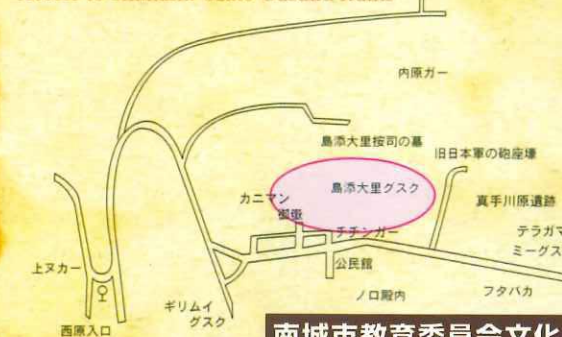 内原ガー
島添大里按司の墓
旧日本軍の砲座壕
島添大里グスク
カニマン
御嶽
真手川原遺跡
チチンガー
テラガマ
ミーグス
公民館
上ヌカー
ノロ殿内
フタバカ
ギリムイ
グスク
西原入口
南城市教育委員会文化